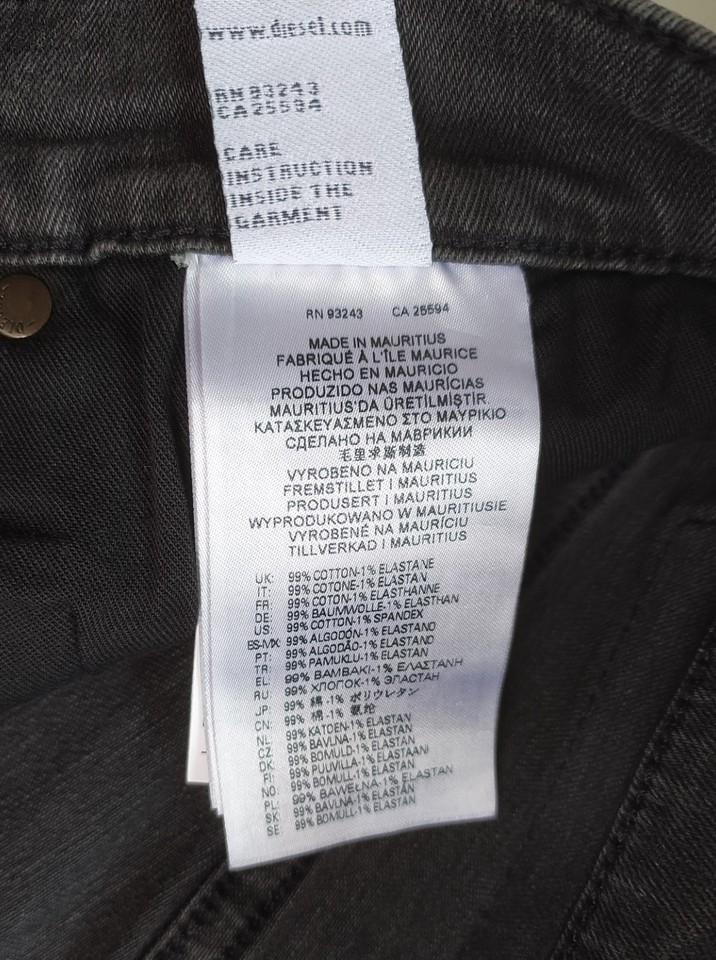 www.diesel.com
RN 93243
CA 25594
CARE
INSTRUCTION
INSIDE THE
GARMENT
RN 93243 CA 25594
MADE IN MAURITIUS
FABRIQUÉ À L'ÎLE MAURICE
HECHO EN MAURICIO
PRODUZIDO NAS MAURÍCIAS
MAURITIUS'DA ÜRETİLMİŞTİR.
ΚΑΤΑΣΚΕΥΑΣΜΕΝΟ ΣΤΟ ΜΑΥΡΙΚΙΟ
СДЕЛАНО НА МАВРИКИИ
毛里求斯制造
VYROBENO NA MAURICIU
FREMSTILLET I MAURITIUS
PRODUSERT I MAURITIUS
WYPRODUKOWANO W MAURITIUSIE
VYROBENÉ NA MAURÍCIU
TILLVERKAD I MAURITIUS
UK: 99% COTTON-1% ELASTANE
IT: 99% COTONE-1% ELASTAN
FR: 99% COTON-1% ELASTHANNE
DE: 99% BAUMWOLLE-1% ELASTHAN
US: 99% COTTON-1% SPANDEX
ES-MX: 99% ALGODÓN-1% ELASTANO
PT: 99% ALGODÃO-1% ELASTANO
TR: 99% PAMUKLU-1% ELASTAN
EL: 99% ΒΑΜΒΑΚΙ-1% ΕΛΑΣΤΑΝΗ
RU: 99% ХЛОПОК-1% ЭЛАСТАН
JP: 99% 綿-1% ポリウレタン
CN: 99% 棉-1% 氨纶
NL: 99% KATOEN-1% ELASTAN
CZ: 99% BAVLNA-1% ELASTAN
DK: 99% BOMULD-1% ELASTAN
FI: 99% PUUVILLA-1% ELASTAANI
NO: 99% BOMULL-1% ELASTAN
PL: 99% BAWEŁNA-1% ELASTAN
SK: 99% BAVLNA-1% ELASTAN
SE: 99% BOMULL-1% ELASTAN